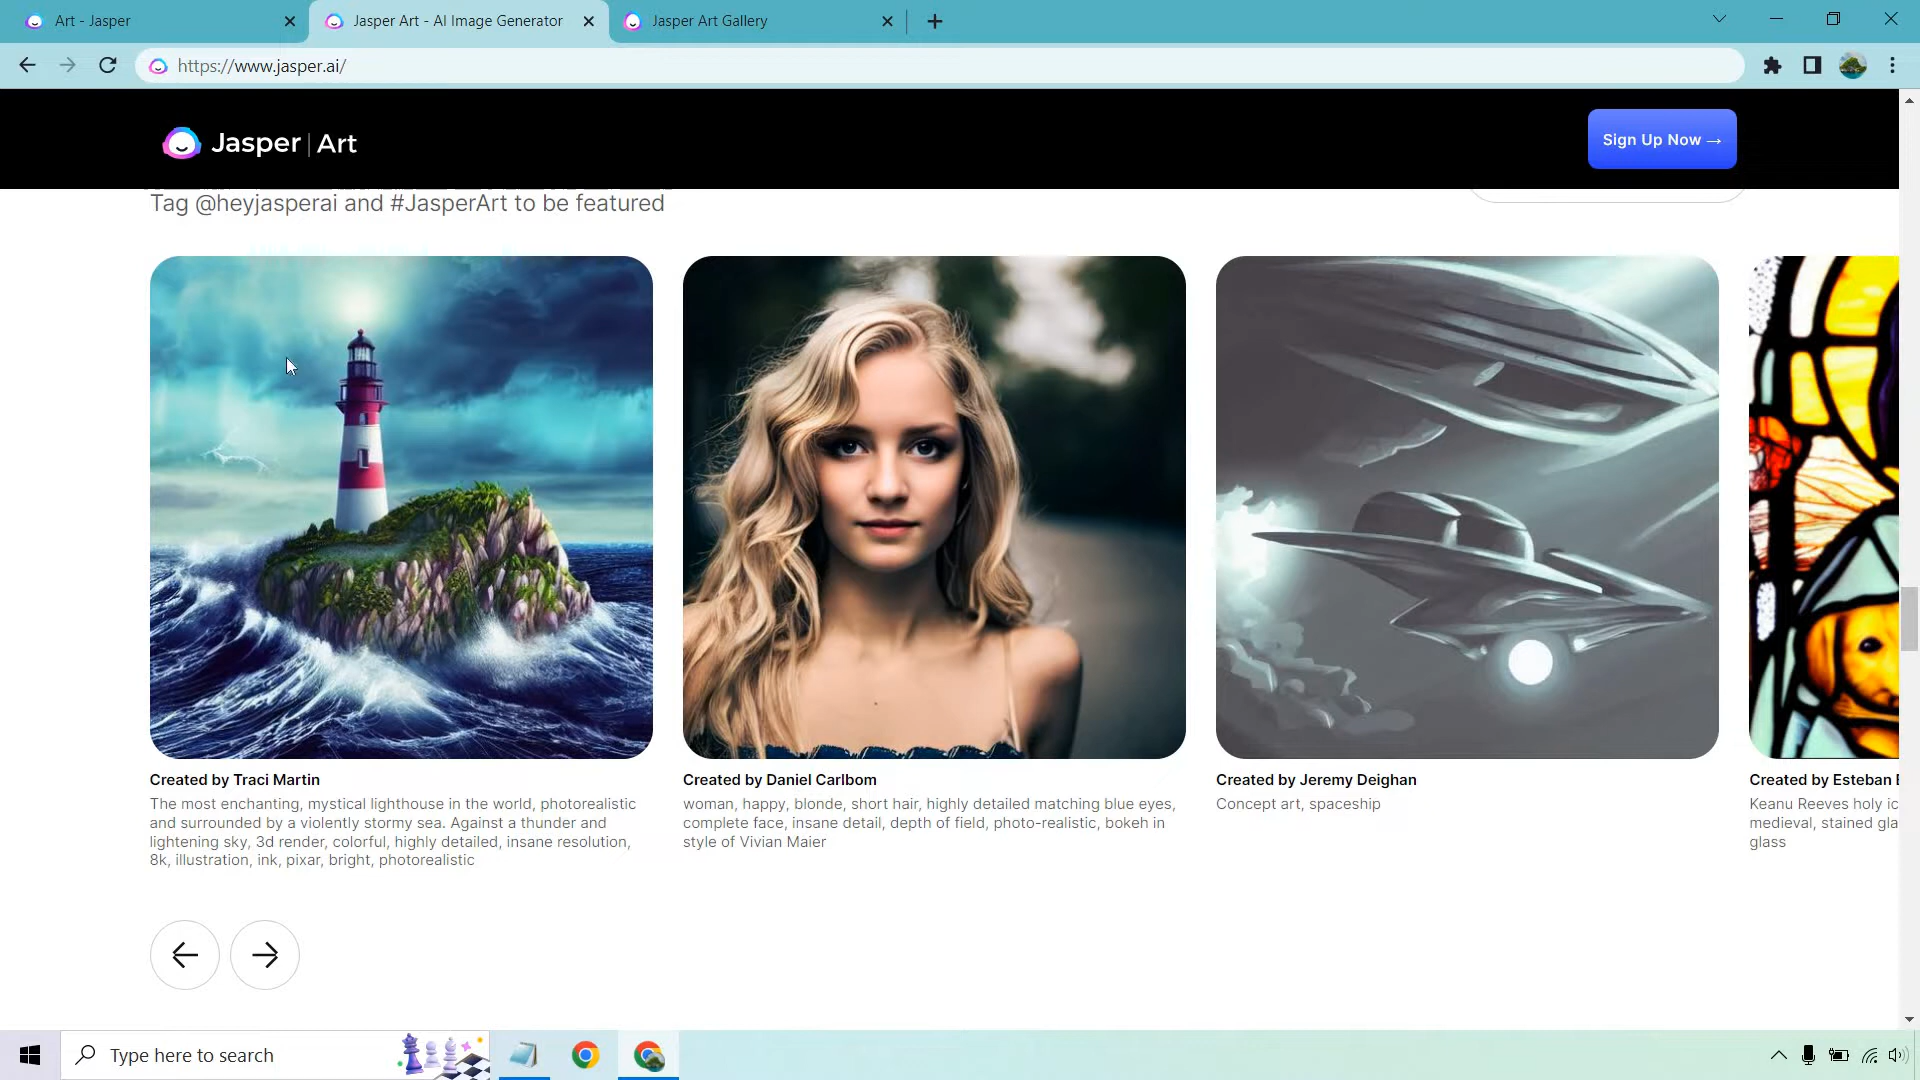 Art - Jasper
Jasper Art - AI Image Generator
Jasper Art Gallery
https://www.jasper.ai/
Jasper | Art
Sign Up Now →
Tag @heyjasperai and #JasperArt to be featured
Created by Traci Martin
The most enchanting, mystical lighthouse in the world, photorealistic
and surrounded by a violently stormy sea. Against a thunder and
lightening sky, 3d render, colorful, highly detailed, insane resolution,
8k, illustration, ink, pixar, bright, photorealistic
Created by Daniel Carlbom
woman, happy, blonde, short hair, highly detailed matching blue eyes,
complete face, insane detail, depth of field, photo-realistic, bokeh in
style of Vivian Maier
Created by Jeremy Deighan
Concept art, spaceship
Created by Esteban
Keanu Reeves holy ic
medieval, stained gla
glass
Type here to search